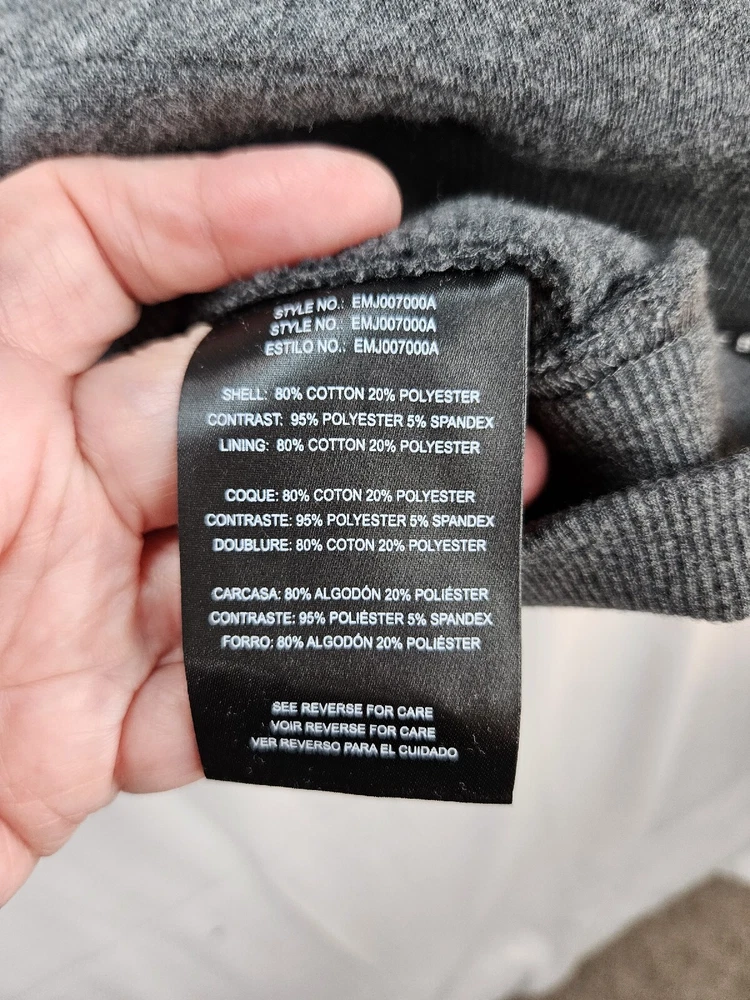 STYLE NO.: EMJ007000A
STYLE NO.: EMJ007000A
ESTILO NO.: EMJ007000A
SHELL: 80% COTTON 20% POLYESTER
CONTRAST: 95% POLYESTER 5% SPANDEX
LINING: 80% COTTON 20% POLYESTER
COQUE: 80% COTON 20% POLYESTER
CONTRASTE: 95% POLYESTER 5% SPANDEX
DOUBLURE: 80% COTON 20% POLYESTER
CARCASA: 80% ALGODÓN 20% POLIÉSTER
CONTRASTE: 95% POLIÉSTER 5% SPANDEX
FORRO: 80% ALGODÓN 20% POLIÉSTER
SEE REVERSE FOR CARE
VOIR REVERSE FOR CARE
VER REVERSO PARA EL CUIDADO